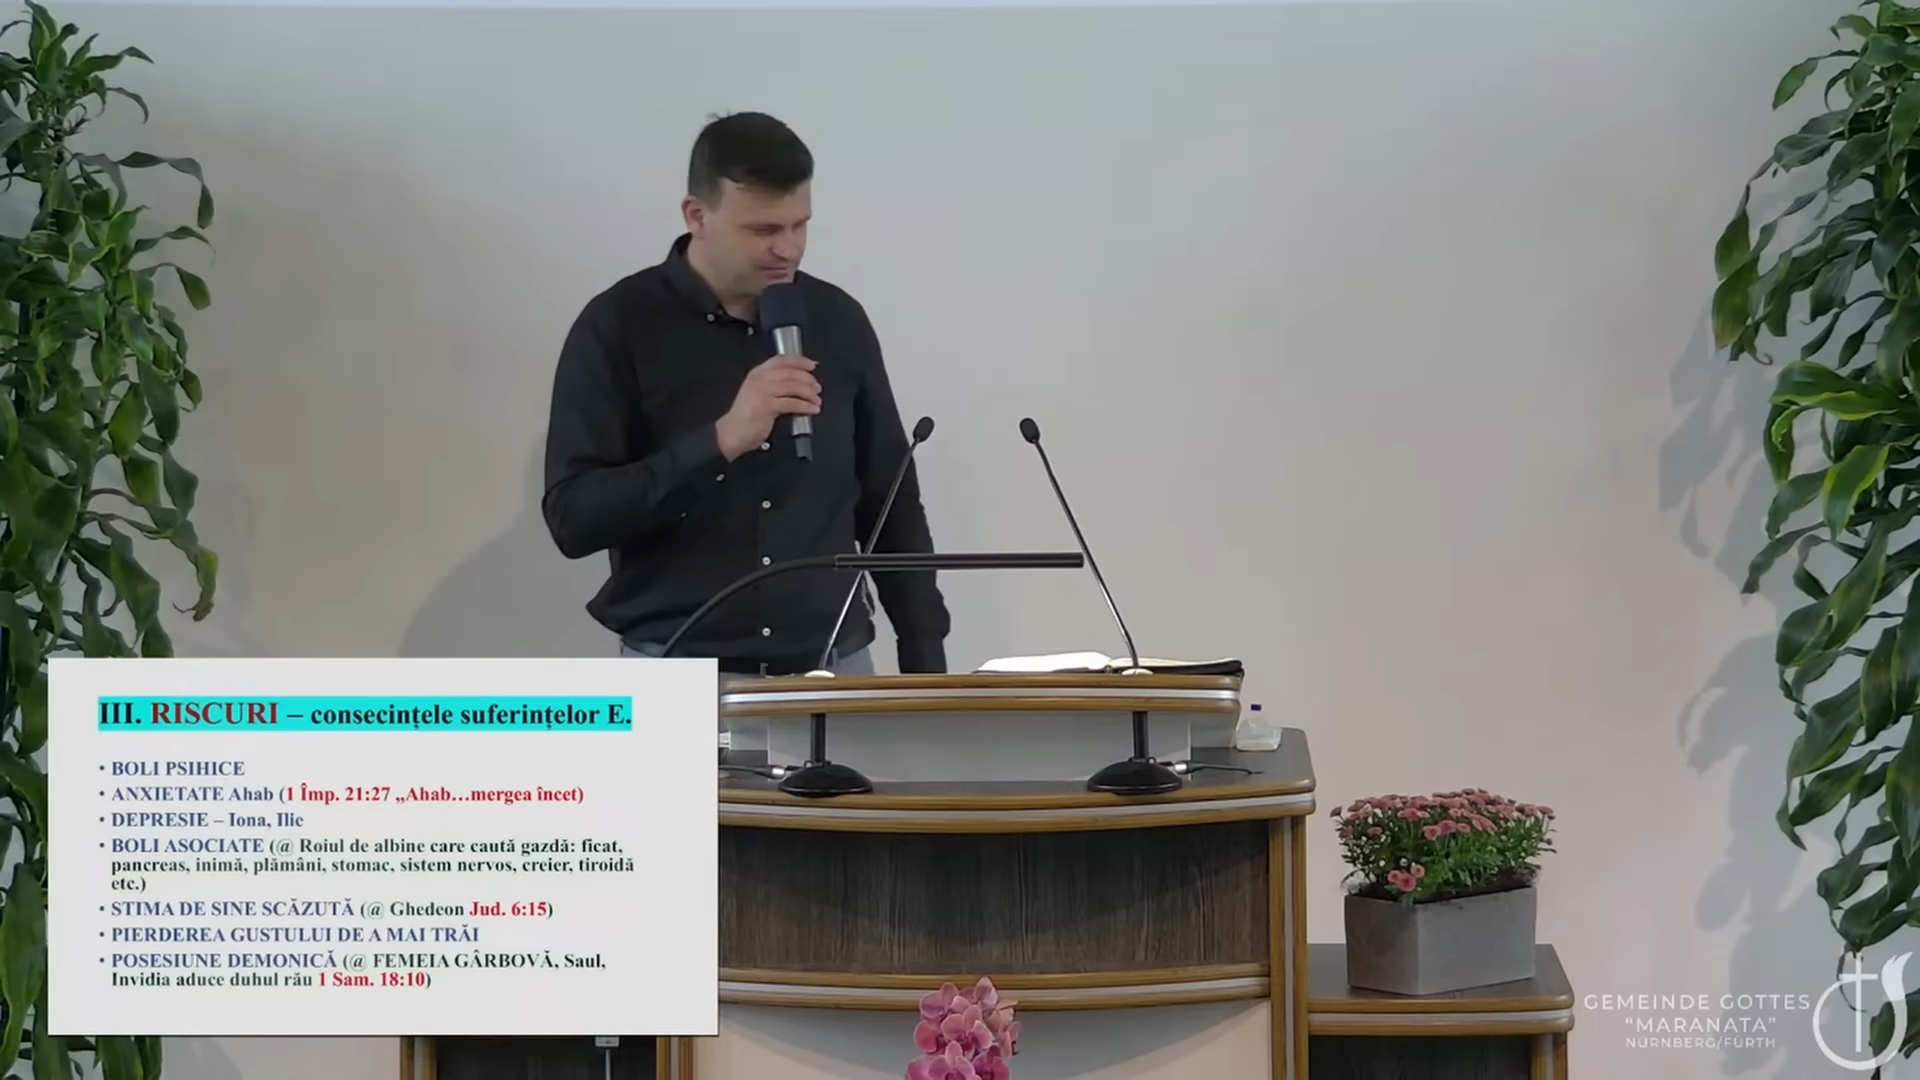 III. RISCURI – consecințele suferințelor E.
• BOLI PSIHICE
• ANXIETATE Ahab (1 Împ. 21:27 „Ahab…mergea încet)
• DEPRESIE – Iona, Ilie
• BOLI ASOCIATE (@ Roiul de albine care caută gazdă: ficat,
pancreas, inimă, plămâni, stomac, sistem nervos, creier, tiroidă
etc.)
• STIMA DE SINE SCĂZUTĂ (@ Ghedeon Jud. 6:15)
• PIERDEREA GUSTULUI DE A MAI TRĂI
• POSESIUNE DEMONICĂ (@ FEMEIA GÂRBOVĂ, Saul,
Invidia aduce duhul rău 1 Sam. 18:10)
GEMEINDE GOTTES
"MARANATA"
NÜRNBERG/FÜRTH